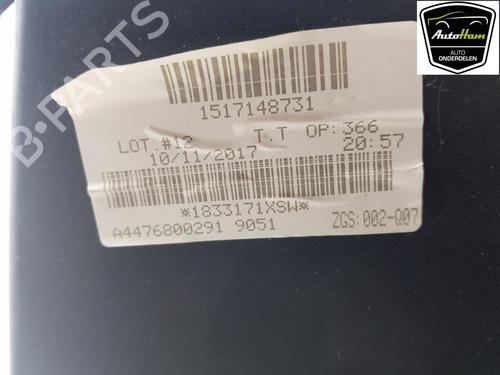 AutoHam
AUTO
ONDERDELEN
B-PARTS
1517148731
LOT.#12 T.T OP:366
10/11/2017 20:57
*1833171XSW*
A4476800291 9051 ZGS:002-Q07